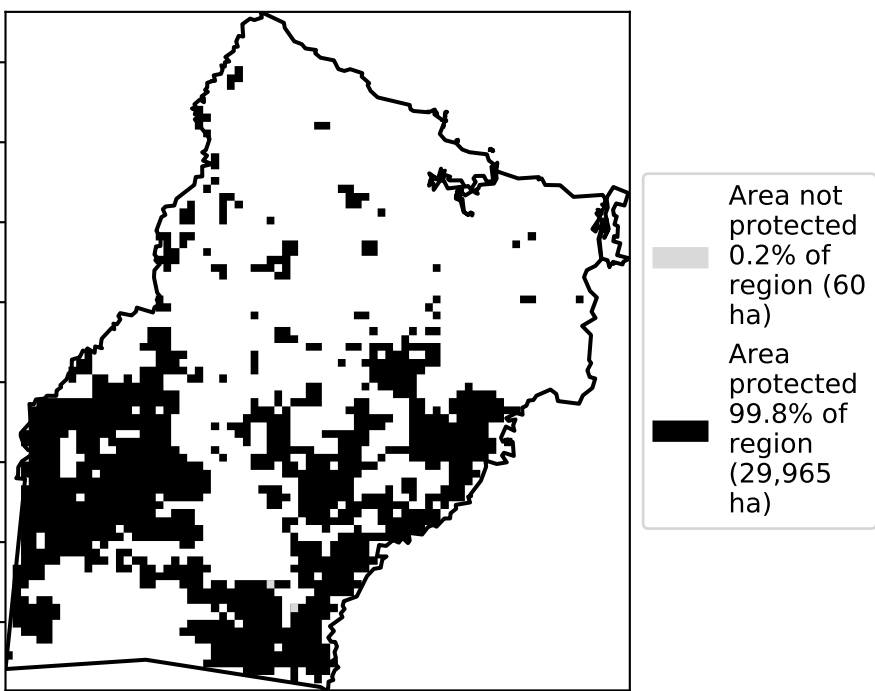 Area not
protected
0.2% of
region (60
ha)
Area
protected
99.8% of
region
(29,965
ha)